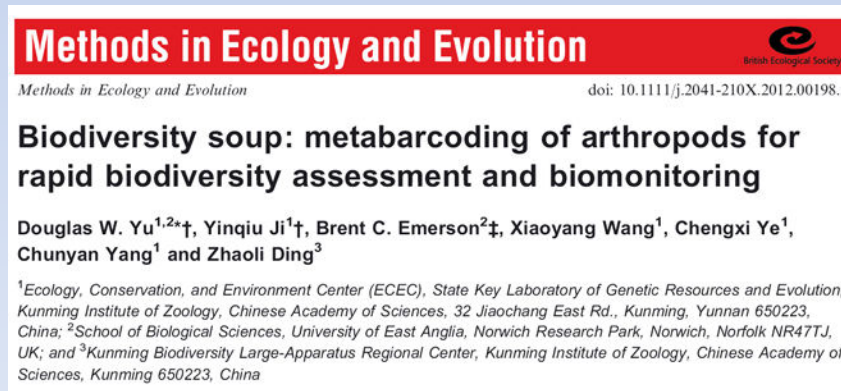 Methods in Ecology and Evolution
British Ecological Society
Methods in Ecology and Evolution doi: 10.1111/j.2041-210X.2012.00198.
Biodiversity soup: metabarcoding of arthropods for
rapid biodiversity assessment and biomonitoring
Douglas W. Yu1,2*†, Yinqiu Ji1†, Brent C. Emerson2‡, Xiaoyang Wang1, Chengxi Ye1,
Chunyan Yang1 and Zhaoli Ding3
1Ecology, Conservation, and Environment Center (ECEC), State Key Laboratory of Genetic Resources and Evolution,
Kunming Institute of Zoology, Chinese Academy of Sciences, 32 Jiaochang East Rd., Kunming, Yunnan 650223,
China; 2School of Biological Sciences, University of East Anglia, Norwich Research Park, Norwich, Norfolk NR47TJ,
UK; and 3Kunming Biodiversity Large-Apparatus Regional Center, Kunming Institute of Zoology, Chinese Academy of
Sciences, Kunming 650223, China